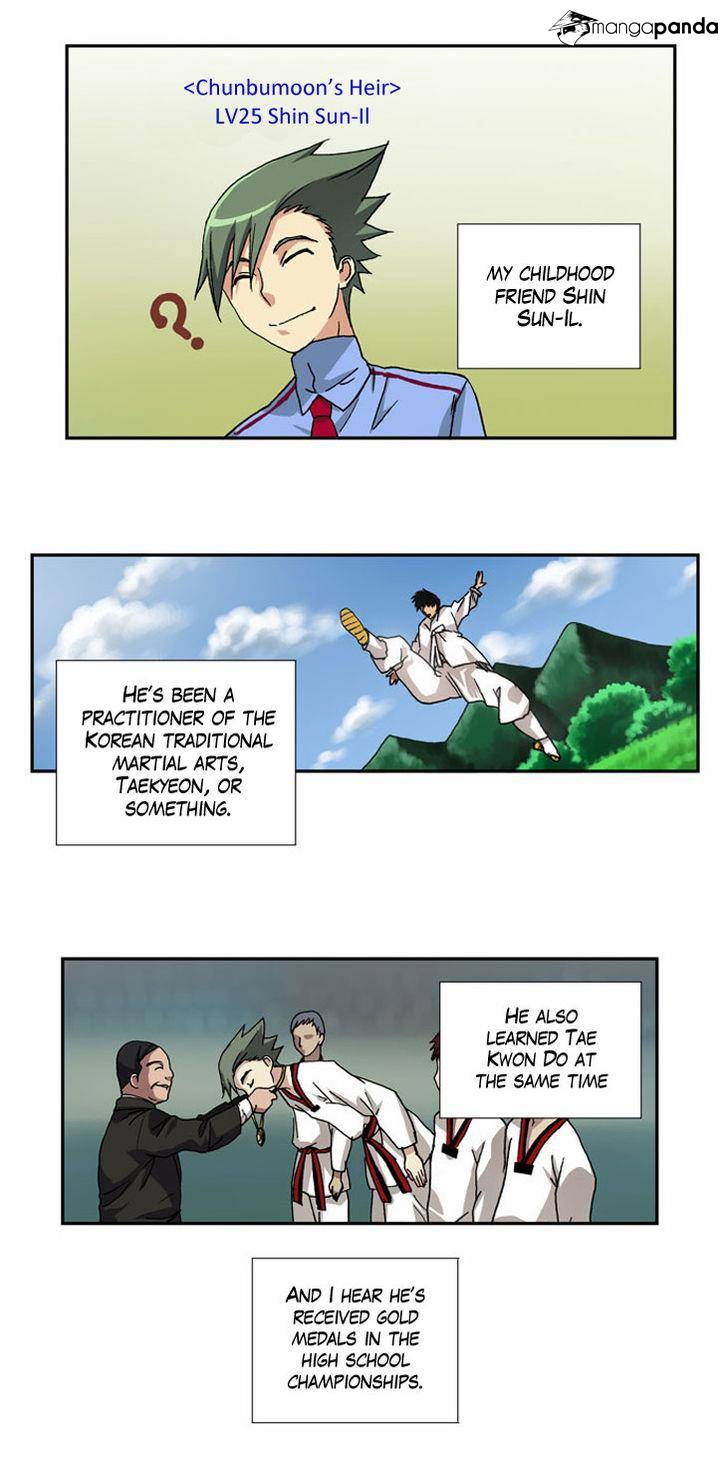 mangapanda
<Chunbumoon's Heir>
LV25 Shin Sun-Il
MY CHILDHOOD
FRIEND SHIN
SUN-IL.
?
HE'S BEEN A
PRACTITIONER OF THE
KOREAN TRADITIONAL
MARTIAL ARTS,
TAEKYEON, OR
SOMETHING.
HE ALSO
LEARNED TAE
KWON DO AT
THE SAME TIME
AND I HEAR HE'S
RECEIVED GOLD
MEDALS IN THE
HIGH SCHOOL
CHAMPIONSHIPS.